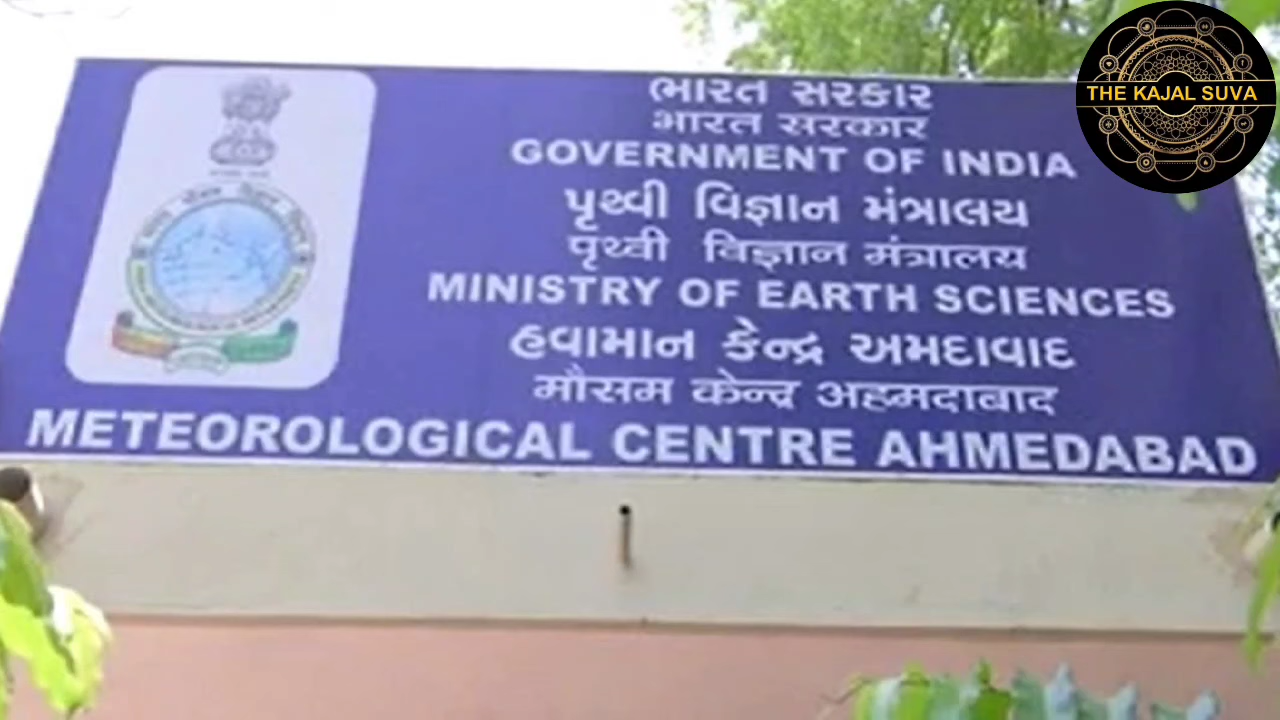 ભારત સરકાર
भारत सरकार
GOVERNMENT OF INDIA
પૃથ્વી વિજ્ઞાન મંત્રાલય
पृथ्वी विज्ञान मंत्रालय
MINISTRY OF EARTH SCIENCES
હવામાન કેન્દ્ર અમદાવાદ
मौसम केन्द्र अहमदाबाद
METEOROLOGICAL CENTRE AHMEDABAD
THE KAJAL SUVA